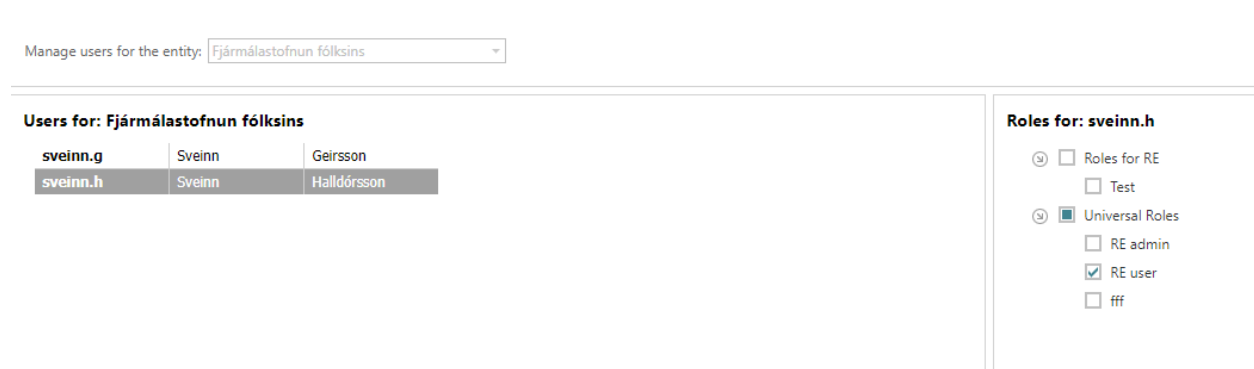 Manage users for the entity: Fjármálastofnun fólksins
Users for: Fjármálastofnun fólksins
sveinn.g Sveinn Geirsson
sveinn.h Sveinn Halldórsson
Roles for: sveinn.h
Roles for RE
Test
Universal Roles
RE admin
RE user
fff